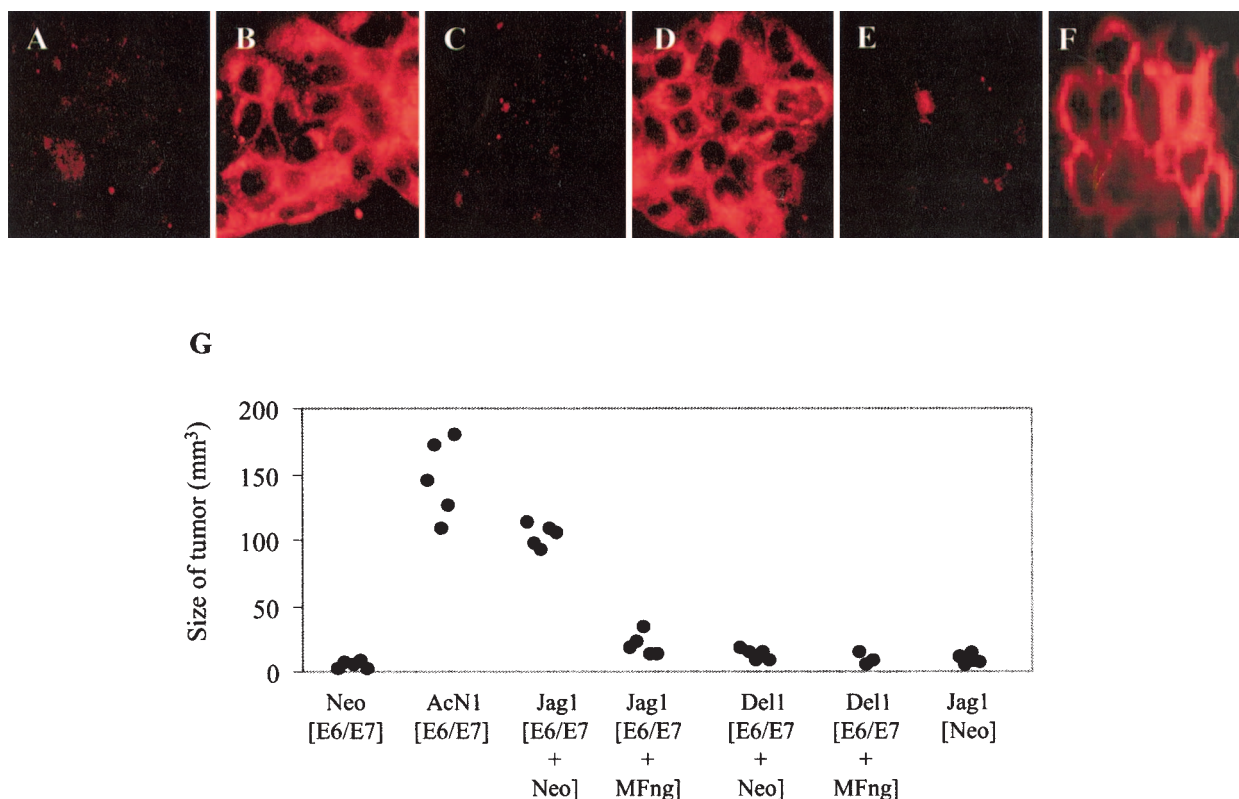 A B C D E F
G
200
150
100
50
0
Size of tumor (mm³)
Neo AcN1 Jag1 Jag1 Del1 Del1 Jag1
[E6/E7] [E6/E7] [E6/E7 [E6/E7 [E6/E7 [E6/E7 [Neo]
+ + + +
Neo] MFng] Neo] MFng]